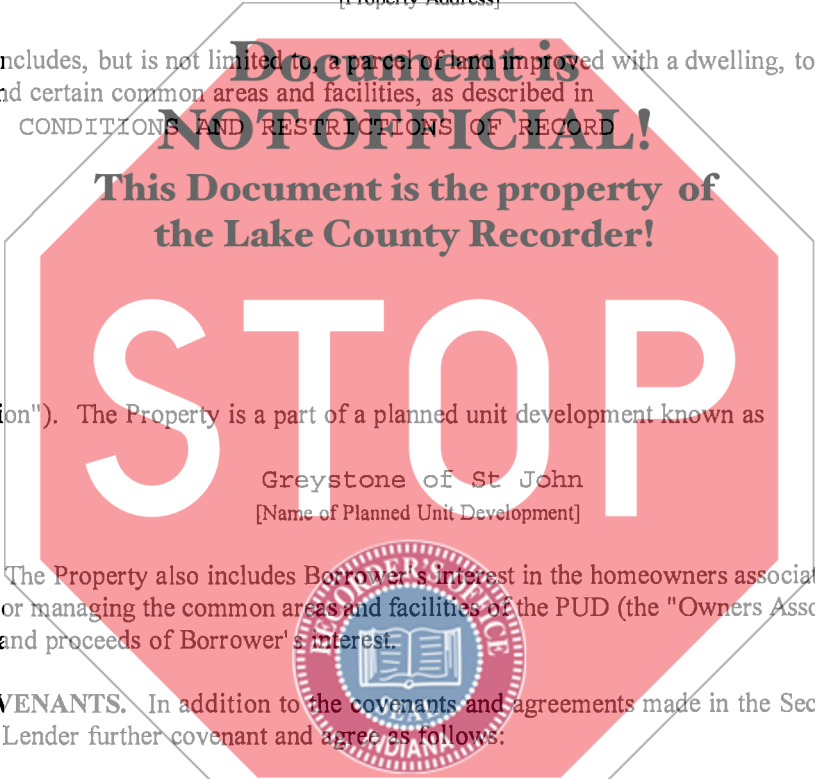 [Property Address]
ncludes, but is not limited to, a parcel of land improved with a dwelling, to
Document is
nd certain common areas and facilities, as described in
CONDITIONS AND RESTRICTIONS OF RECORD
NOT OFFICIAL!
This Document is the property of
the Lake County Recorder!
STOP
ion"). The Property is a part of a planned unit development known as
Greystone of St John
[Name of Planned Unit Development]
The Property also includes Borrower's interest in the homeowners associat
or managing the common areas and facilities of the PUD (the "Owners Asso
and proceeds of Borrower's interest.
RECORDER'S OFFICE
SEAL
INDIANA
VENANTS. In addition to the covenants and agreements made in the Sec
Lender further covenant and agree as follows: